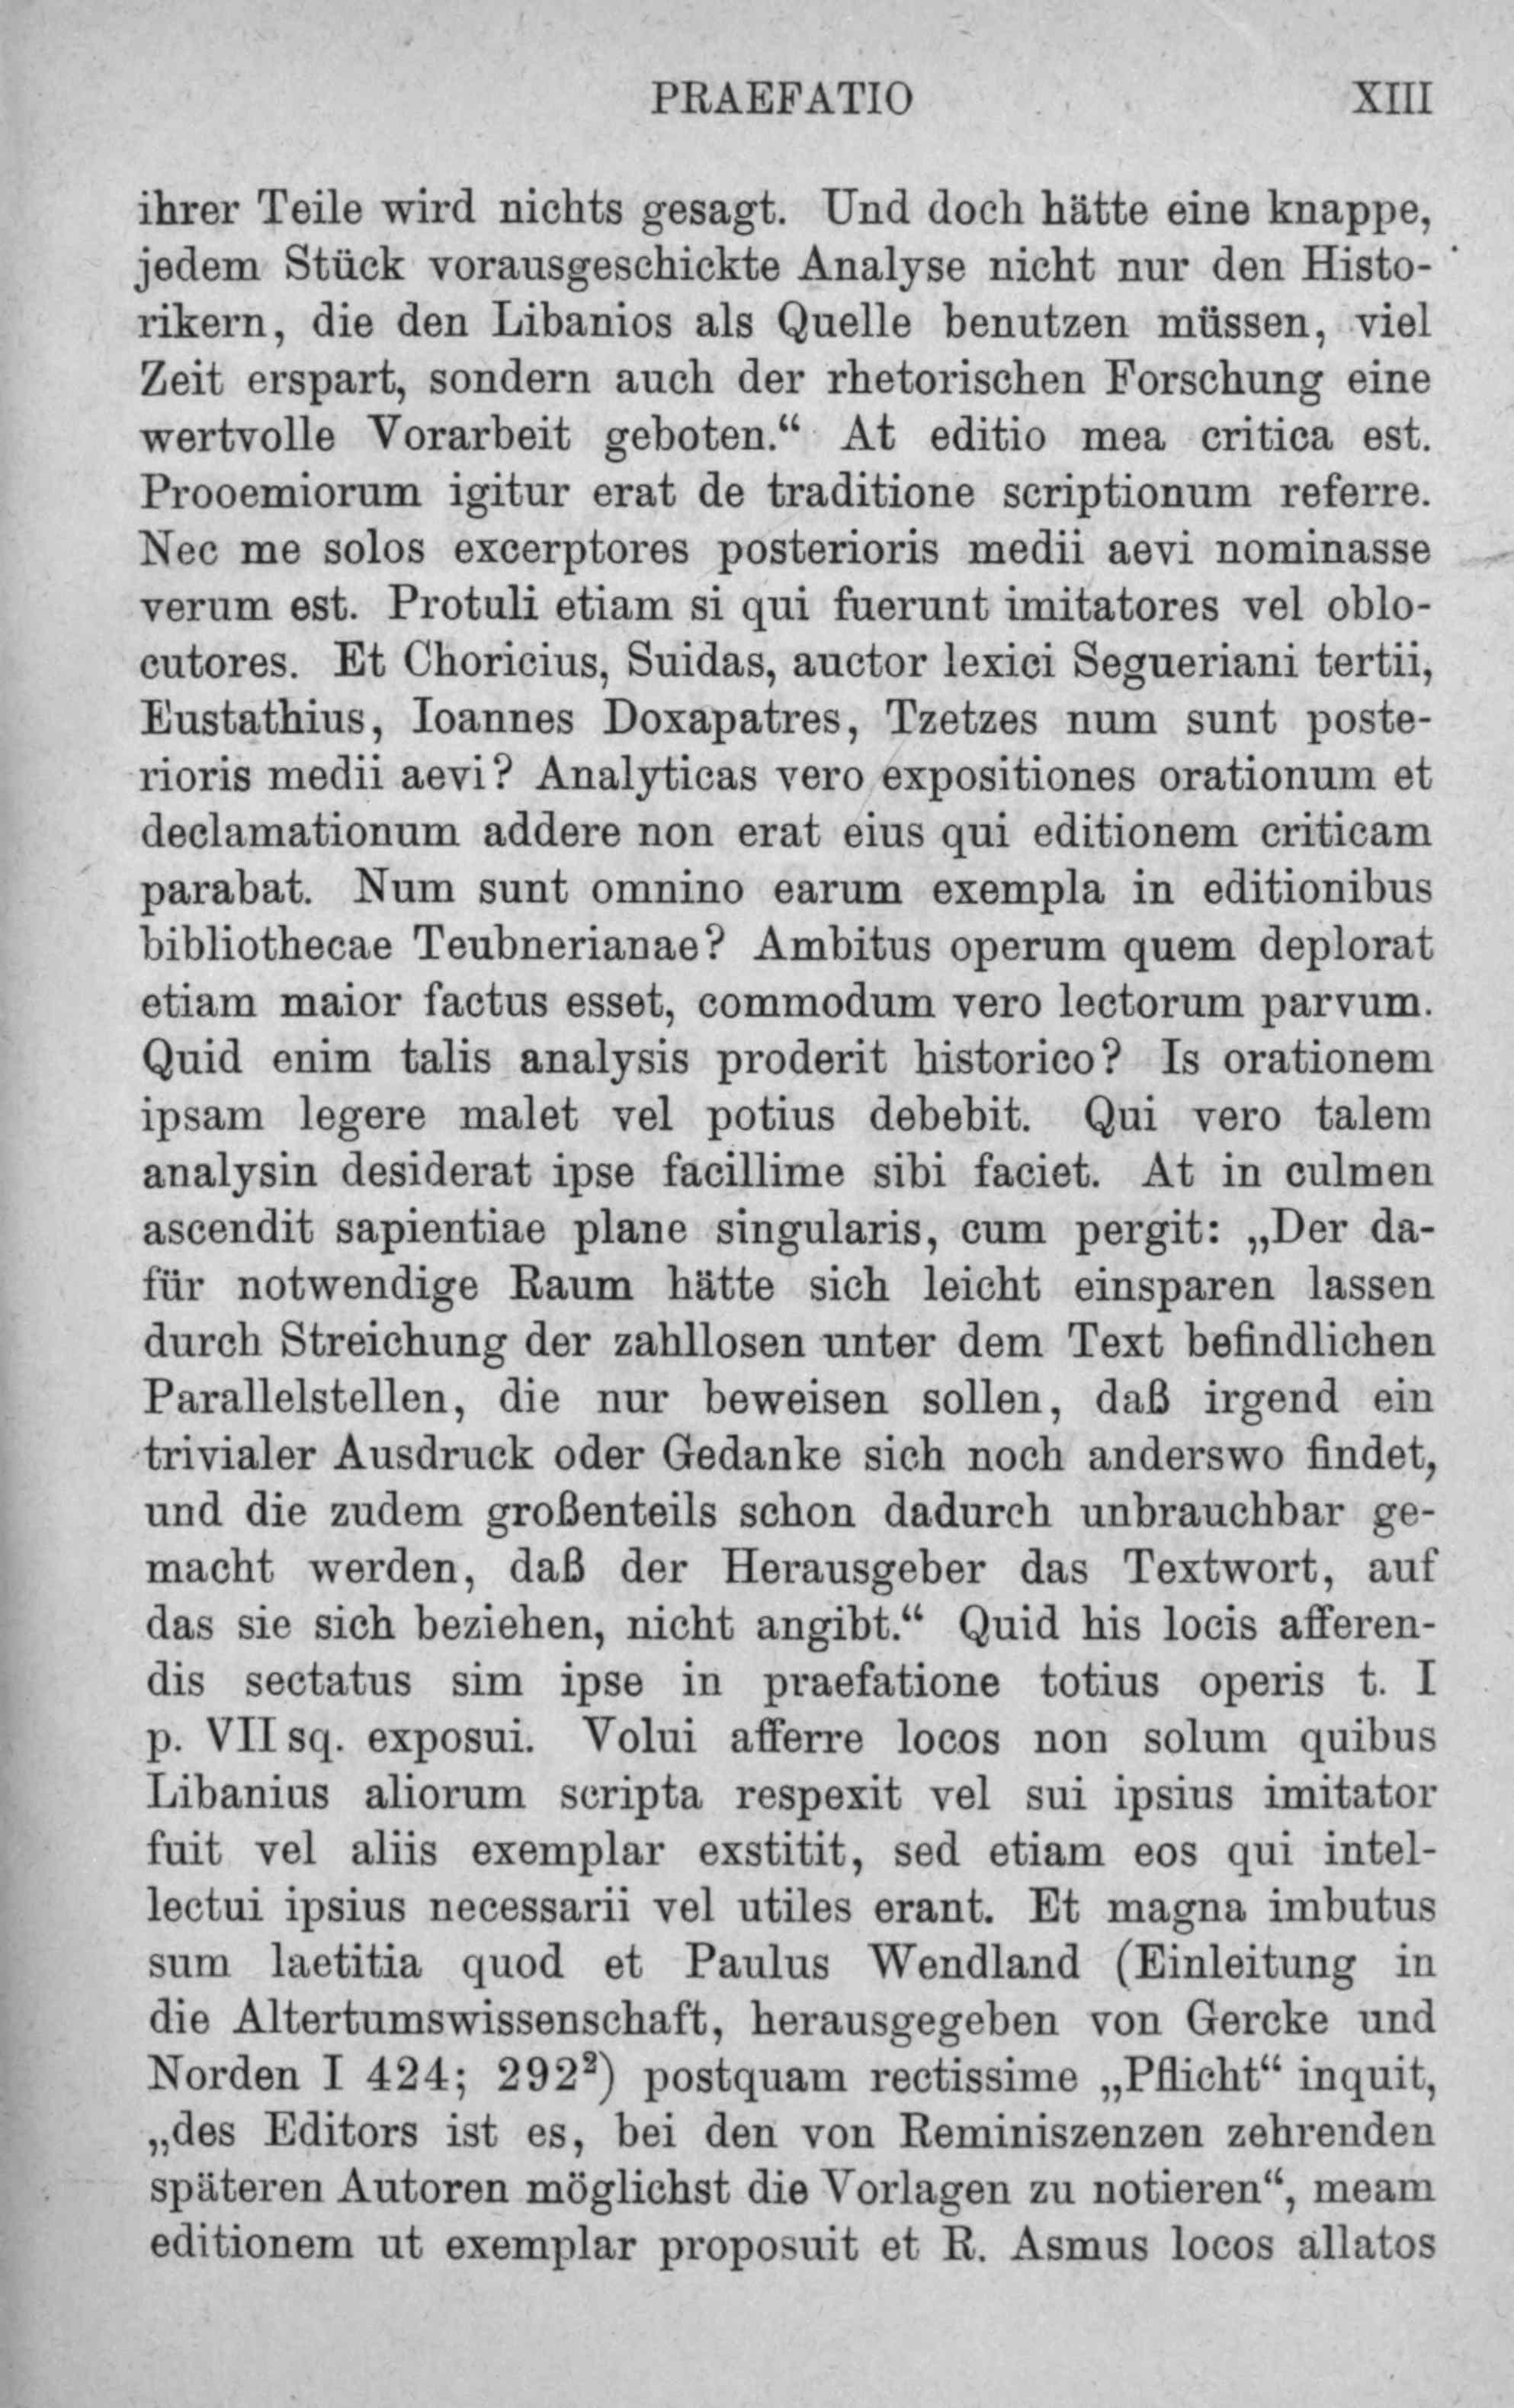 PRAEFATIO XIII
ihrer Teile wird nichts gesagt. Und doch hätte eine knappe,
jedem Stück vorausgeschickte Analyse nicht nur den Histo-
rikern, die den Libanios als Quelle benutzen müssen, viel
Zeit erspart, sondern auch der rhetorischen Forschung eine
wertvolle Vorarbeit geboten.“ At editio mea critica est.
Prooemiorum igitur erat de traditione scriptionum referre.
Nec me solos excerptores posterioris medii aevi nominasse
verum est. Protuli etiam si qui fuerunt imitatores vel oblo-
cutores. Et Choricius, Suidas, auctor lexici Segueriani tertii,
Eustathius, Ioannes Doxapatres, Tzetzes num sunt poste-
rioris medii aevi? Analyticas vero expositiones orationum et
declamationum addere non erat eius qui editionem criticam
parabat. Num sunt omnino earum exempla in editionibus
bibliothecae Teubnerianae? Ambitus operum quem deplorat
etiam maior factus esset, commodum vero lectorum parvum.
Quid enim talis analysis proderit historico? Is orationem
ipsam legere malet vel potius debebit. Qui vero talem
analysin desiderat ipse facillime sibi faciet. At in culmen
ascendit sapientiae plane singularis, cum pergit: „Der da-
für notwendige Raum hätte sich leicht einsparen lassen
durch Streichung der zahllosen unter dem Text befindlichen
Parallelstellen, die nur beweisen sollen, daß irgend ein
trivialer Ausdruck oder Gedanke sich noch anderswo findet,
und die zudem großenteils schon dadurch unbrauchbar ge-
macht werden, daß der Herausgeber das Textwort, auf
das sie sich beziehen, nicht angibt.“ Quid his locis afferen-
dis sectatus sim ipse in praefatione totius operis t. I
p. VII sq. exposui. Volui afferre locos non solum quibus
Libanius aliorum scripta respexit vel sui ipsius imitator
fuit vel aliis exemplar exstitit, sed etiam eos qui intel-
lectui ipsius necessarii vel utiles erant. Et magna imbutus
sum laetitia quod et Paulus Wendland (Einleitung in
die Altertumswissenschaft, herausgegeben von Gercke und
Norden I 424; 292²) postquam rectissime „Pflicht“ inquit,
„des Editors ist es, bei den von Reminiszenzen zehrenden
späteren Autoren möglichst die Vorlagen zu notieren“, meam
editionem ut exemplar proposuit et R. Asmus locos allatos